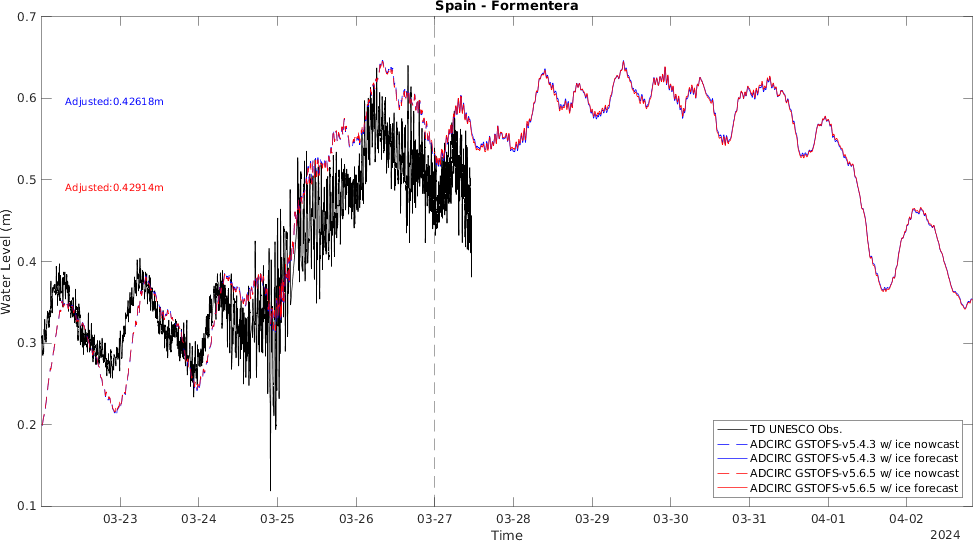 Spain - Formentera
0.7
0.6
0.5
0.4
0.3
0.2
0.1
Water Level (m)
Adjusted:0.42618m
Adjusted:0.42914m
TD UNESCO Obs.
ADCIRC GSTOFS-v5.4.3 w/ ice nowcast
ADCIRC GSTOFS-v5.4.3 w/ ice forecast
ADCIRC GSTOFS-v5.6.5 w/ ice nowcast
ADCIRC GSTOFS-v5.6.5 w/ ice forecast
03-23 03-24 03-25 03-26 03-27 03-28 03-29 03-30 03-31 04-01 04-02
Time
2024